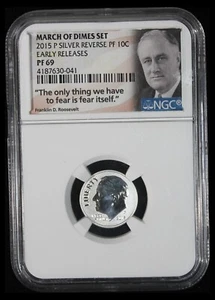 MARCH OF DIMES SET
2015 P SILVER REVERSE PF 10C
EARLY RELEASES
PF 69
4187630-041
"The only thing we have
to fear is fear itself."
Franklin D. Roosevelt
NGC
LIBERTY